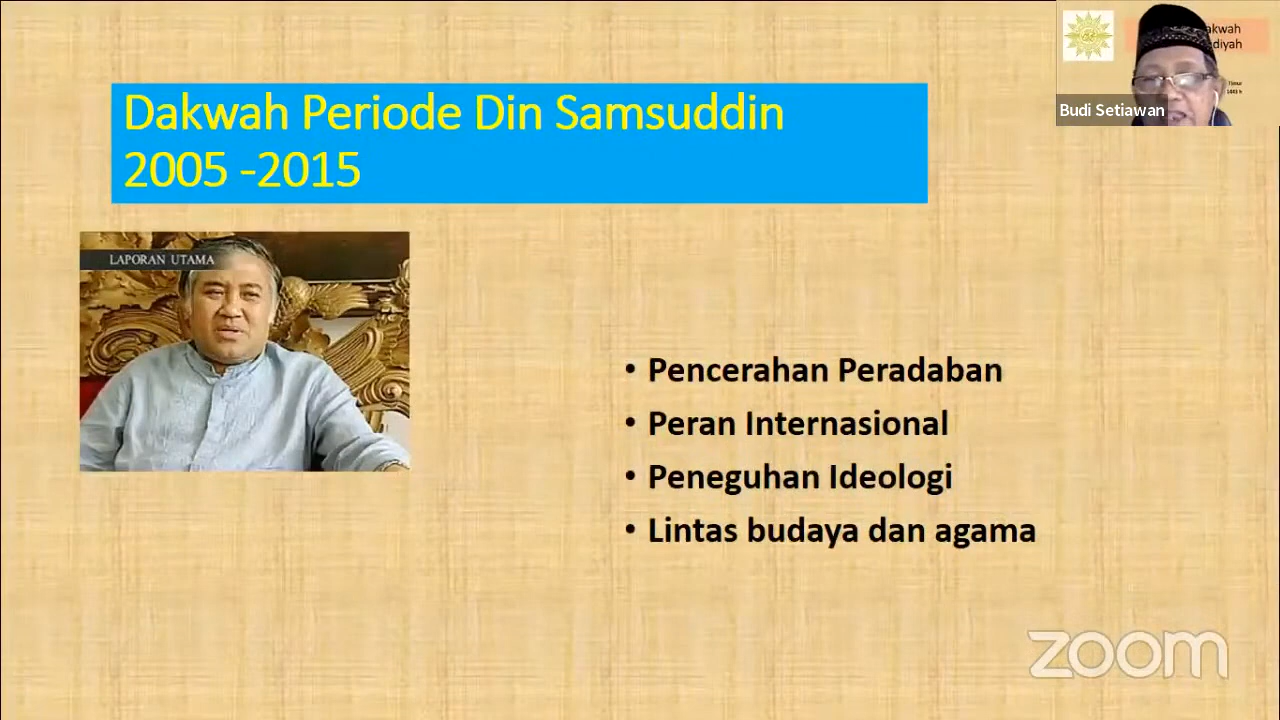 Dakwah Periode Din Samsuddin
2005 -2015
LAPORAN UTAMA
• Pencerahan Peradaban
• Peran Internasional
• Peneguhan Ideologi
• Lintas budaya dan agama
Budi Setiawan
zoom